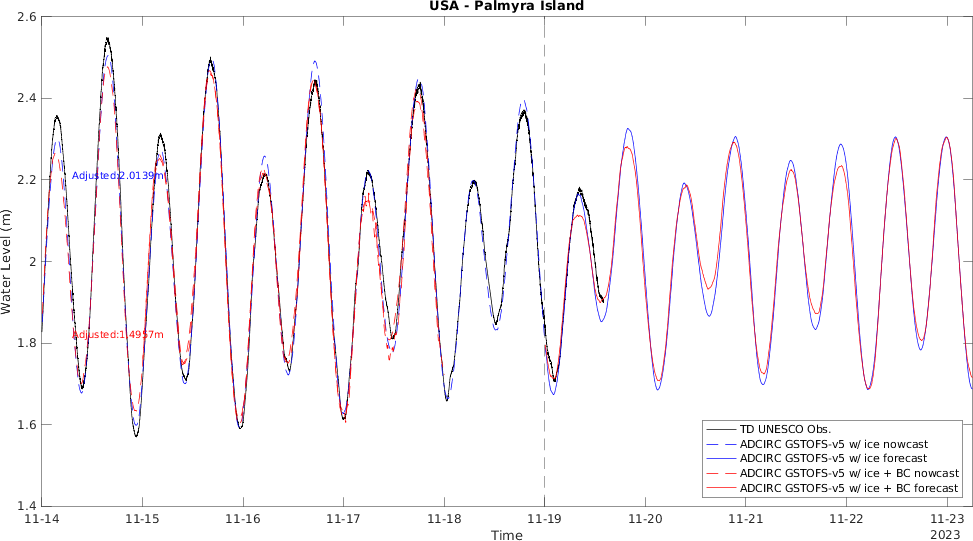 USA - Palmyra Island
2.6
2.4
2.2
2
1.8
1.6
1.4
Water Level (m)
Adjusted:2.0139m
Adjusted:1.4957m
TD UNESCO Obs.
ADCIRC GSTOFS-v5 w/ ice nowcast
ADCIRC GSTOFS-v5 w/ ice forecast
ADCIRC GSTOFS-v5 w/ ice + BC nowcast
ADCIRC GSTOFS-v5 w/ ice + BC forecast
11-14 11-15 11-16 11-17 11-18 11-19 11-20 11-21 11-22 11-23
2023
Time